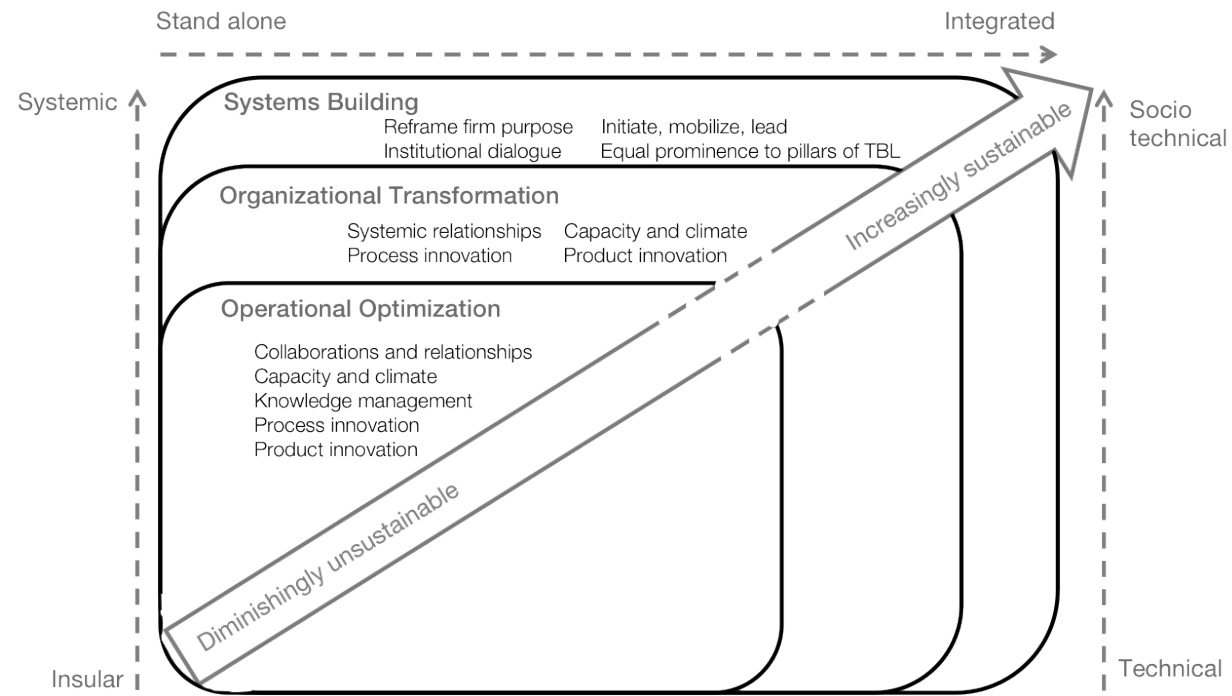 Stand alone
Integrated
Systemic
Socio
technical
Systems Building
Reframe firm purpose
Initiate, mobilize, lead
Institutional dialogue
Equal prominence to pillars of TBL
Organizational Transformation
Systemic relationships
Capacity and climate
Process innovation
Product innovation
Operational Optimization
Collaborations and relationships
Capacity and climate
Knowledge management
Process innovation
Product innovation
Increasingly sustainable
Diminishingly unsustainable
Insular
Technical